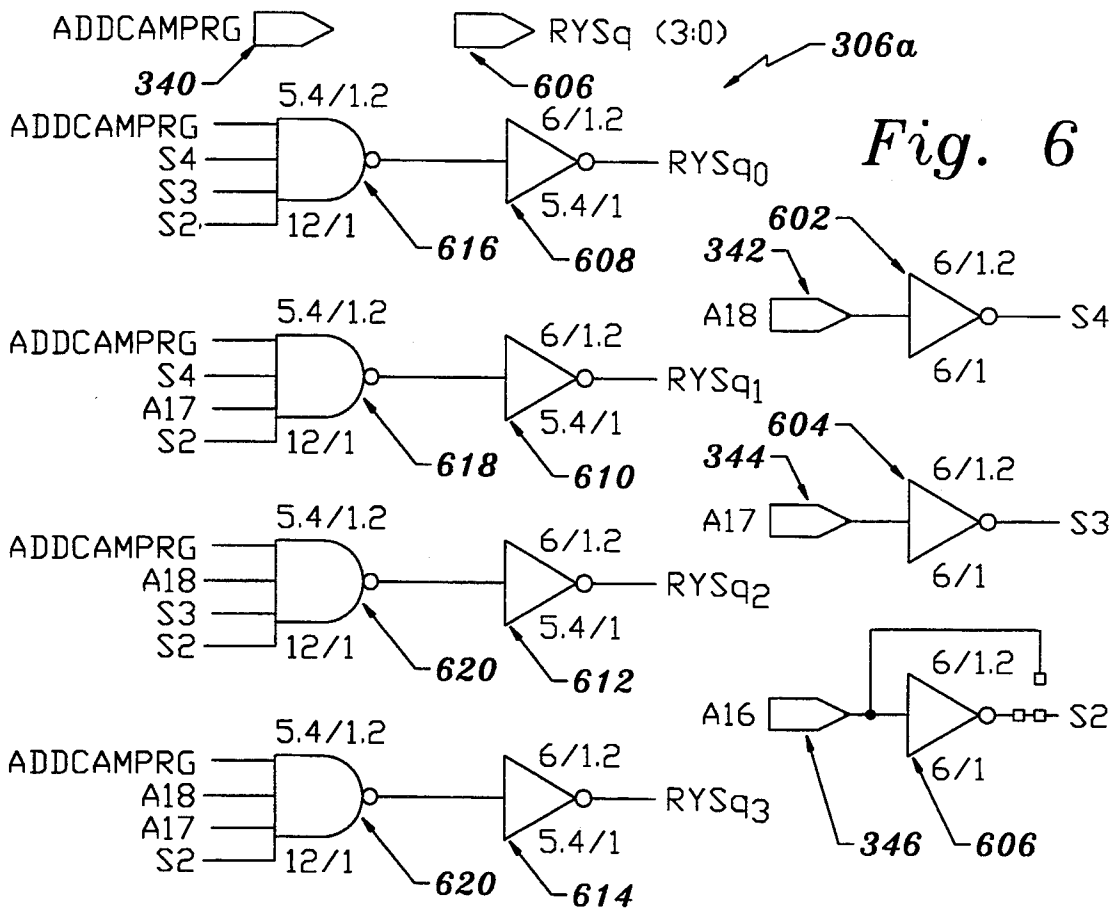 ADDCAMPRG RYSq (3:0) 306a
340 606
Fig. 6
5.4/1.2 6/1.2
ADDCAMPRG
S4
S3
S2
RYSq0
12/1 616 5.4/1 608
602
342 6/1.2
A18 S4
6/1
5.4/1.2 6/1.2
ADDCAMPRG
S4
A17
S2
RYSq1
12/1 618 5.4/1 610
604
344 6/1.2
A17 S3
6/1
5.4/1.2 6/1.2
ADDCAMPRG
A18
S3
S2
RYSq2
12/1 620 5.4/1 612
6/1.2
A16 S2
6/1
346 606
5.4/1.2 6/1.2
ADDCAMPRG
A18
A17
S2
RYSq3
12/1 620 5.4/1 614